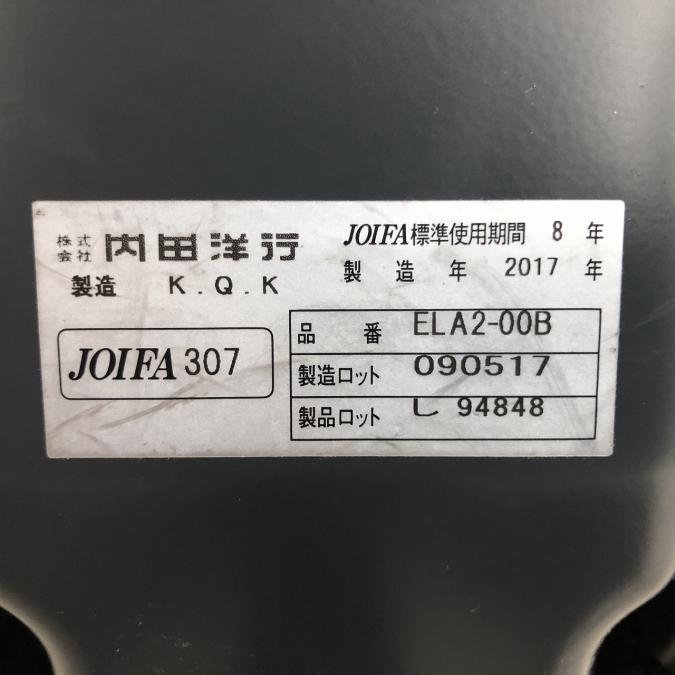 株式会社 内田洋行
製造 K.Q.K
JOIFA 307
JOIFA標準使用期間 8 年
製造年 2017 年
品番 ELA2-00B
製造ロット 090517
製品ロット し 94848